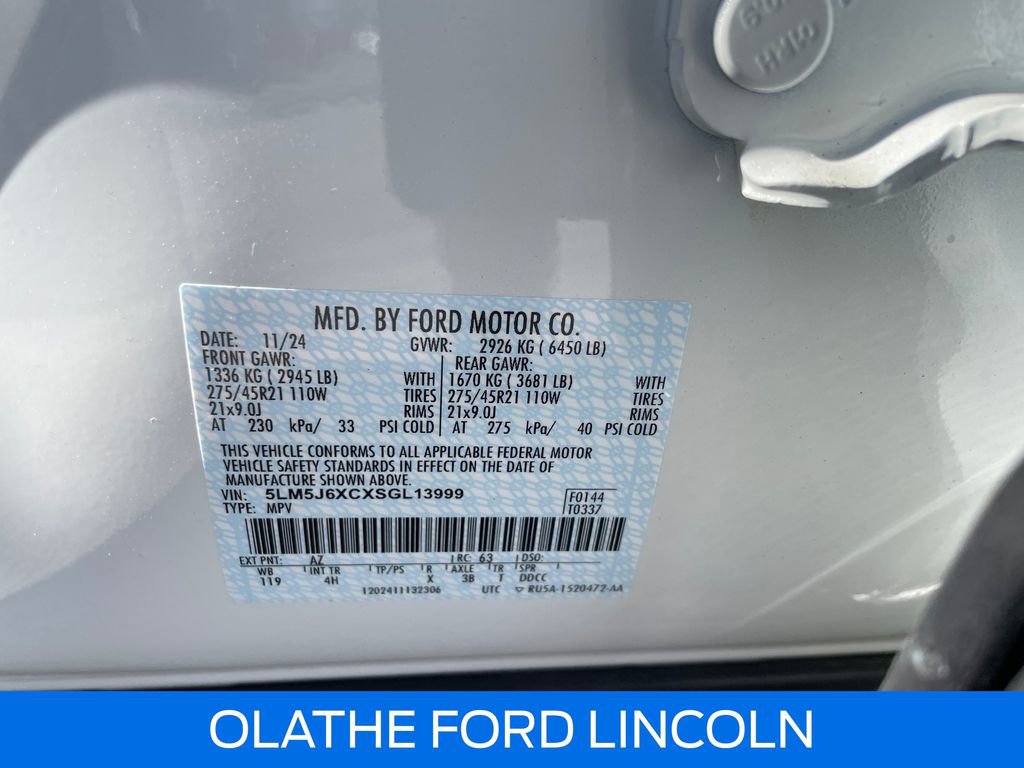 MFD. BY FORD MOTOR CO.
DATE: 11/24 GVWR: 2926 KG ( 6450 LB)
FRONT GAWR: REAR GAWR:
1336 KG ( 2945 LB) WITH 1670 KG ( 3681 LB) WITH
275/45R21 110W TIRES 275/45R21 110W TIRES
21x9.0J RIMS 21x9.0J RIMS
AT 230 kPa/ 33 PSI COLD AT 275 kPa/ 40 PSI COLD
THIS VEHICLE CONFORMS TO ALL APPLICABLE FEDERAL MOTOR
VEHICLE SAFETY STANDARDS IN EFFECT ON THE DATE OF
MANUFACTURE SHOWN ABOVE.
VIN: 5LM5J6XCXSGL13999 F0144
TYPE: MPV T0337
EXT PNT: AZ RC: 63 DSO:
WB INT TR TP/PS R AXLE TR SPR
119 4H X 3B T DDCC
1202411132306 UTC RU5A-1520472-AA
OLATHE FORD LINCOLN